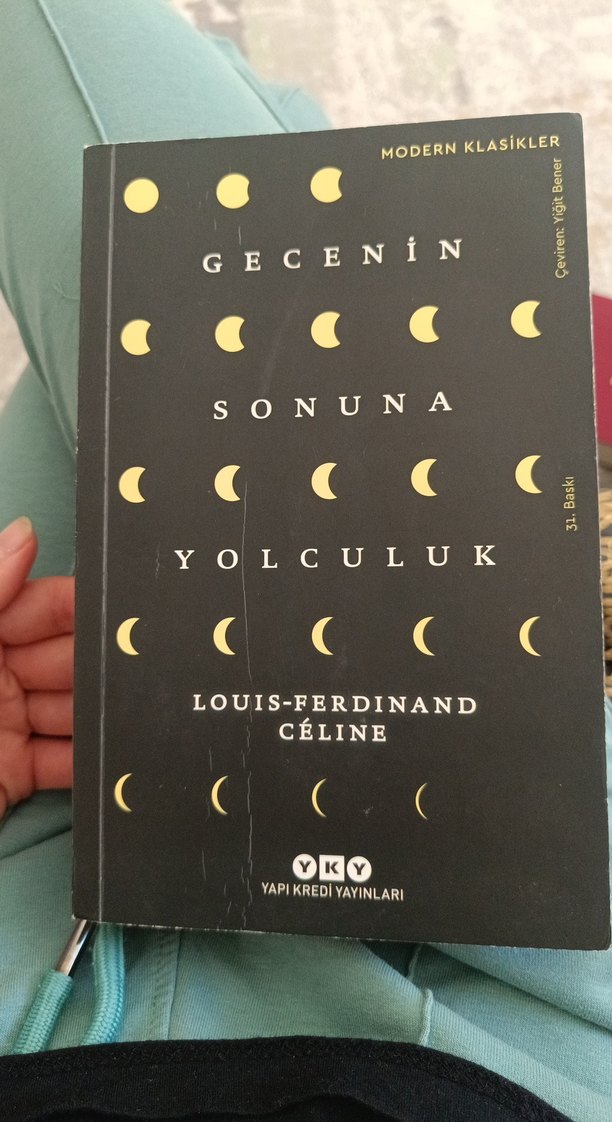 MODERN KLASİKLER
Çeviren: Yiğit Bener
GECENİN
SONUNA
31. Baskı
YOLCULUK
LOUIS-FERDINAND
CÉLINE
YKY
YAPI KREDİ YAYINLARI